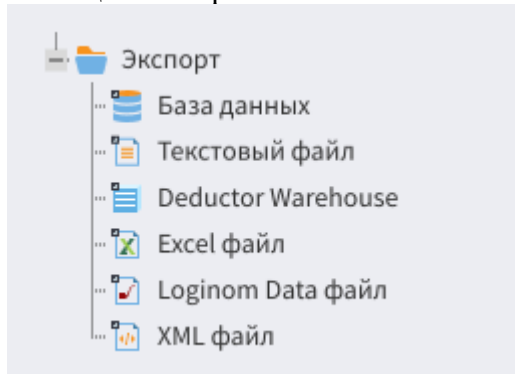 Экспорт
База данных
Текстовый файл
Deductor Warehouse
Excel файл
Loginom Data файл
XML файл